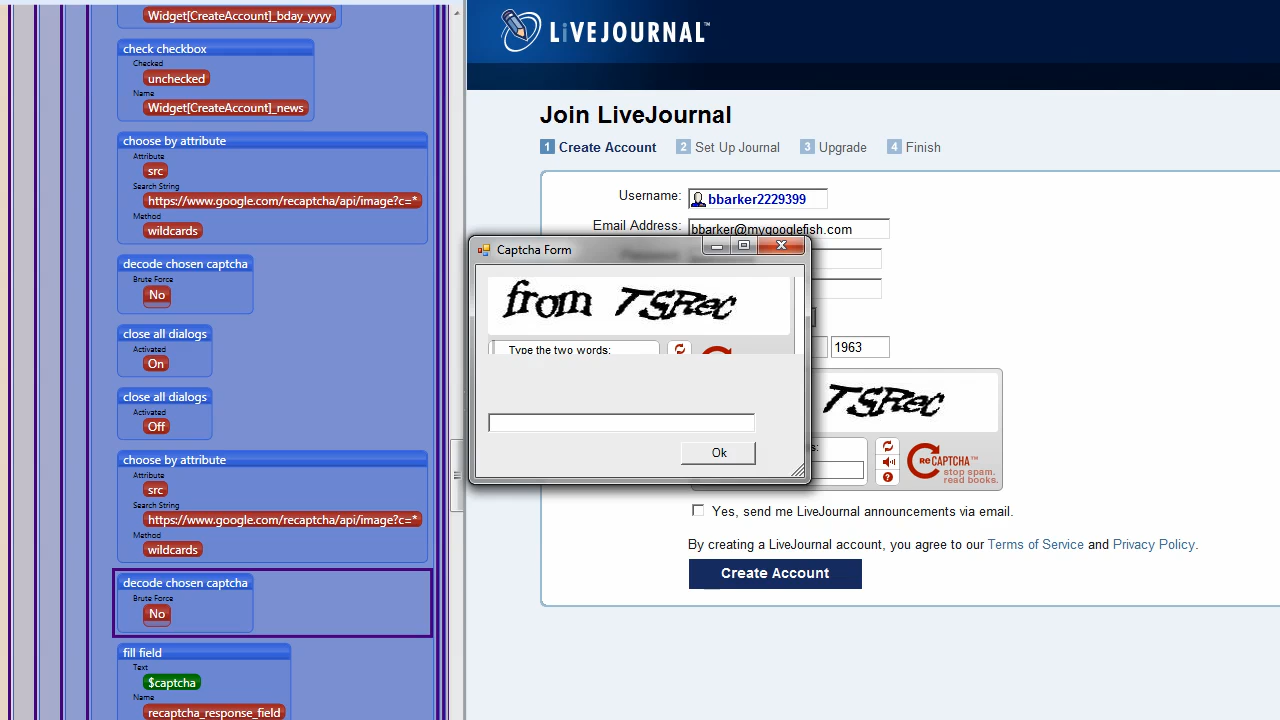 Widget[CreateAccount]_bday_yyyy
check checkbox
Checked
unchecked
Name
Widget[CreateAccount]_news
choose by attribute
Attribute
src
Search String
https://www.google.com/recaptcha/api/image?c=*
Method
wildcards
decode chosen captcha
Brute Force
No
close all dialogs
Activated
On
close all dialogs
Activated
Off
choose by attribute
Attribute
src
Search String
https://www.google.com/recaptcha/api/image?c=*
Method
wildcards
decode chosen captcha
Brute Force
No
fill field
Text
$captcha
Name
recaptcha_response_field
LiVEJOURNAL™
Join LiveJournal
1 Create Account 2 Set Up Journal 3 Upgrade 4 Finish
Username: bbarker2229399
Email Address: bbarker@mygooglefish.com
1963
Captcha Form
from TSRec
Type the two words:
Ok
TSRec
s:
reCAPTCHA™
stop spam.
read books.
Yes, send me LiveJournal announcements via email.
By creating a LiveJournal account, you agree to our Terms of Service and Privacy Policy.
Create Account